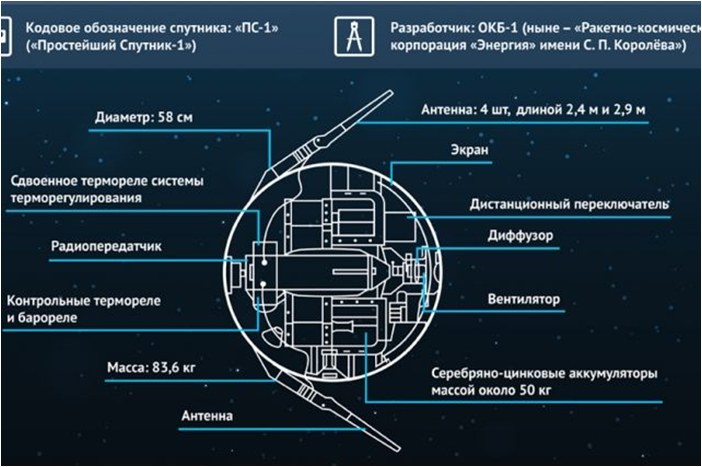 Кодовое обозначение спутника: «ПС-1»
(«Простейший Спутник-1»)
Разработчик: ОКБ-1 (ныне – «Ракетно-космическ
корпорация «Энергия» имени С. П. Королёва»)
Диаметр: 58 см
Антенна: 4 шт, длиной 2,4 м и 2,9 м
Экран
Сдвоенное термореле системы
терморегулирования
Дистанционный переключатель
Диффузор
Радиопередатчик
Вентилятор
Контрольные термореле
и барореле
Масса: 83,6 кг
Серебряно-цинковые аккумуляторы
массой около 50 кг
Антенна